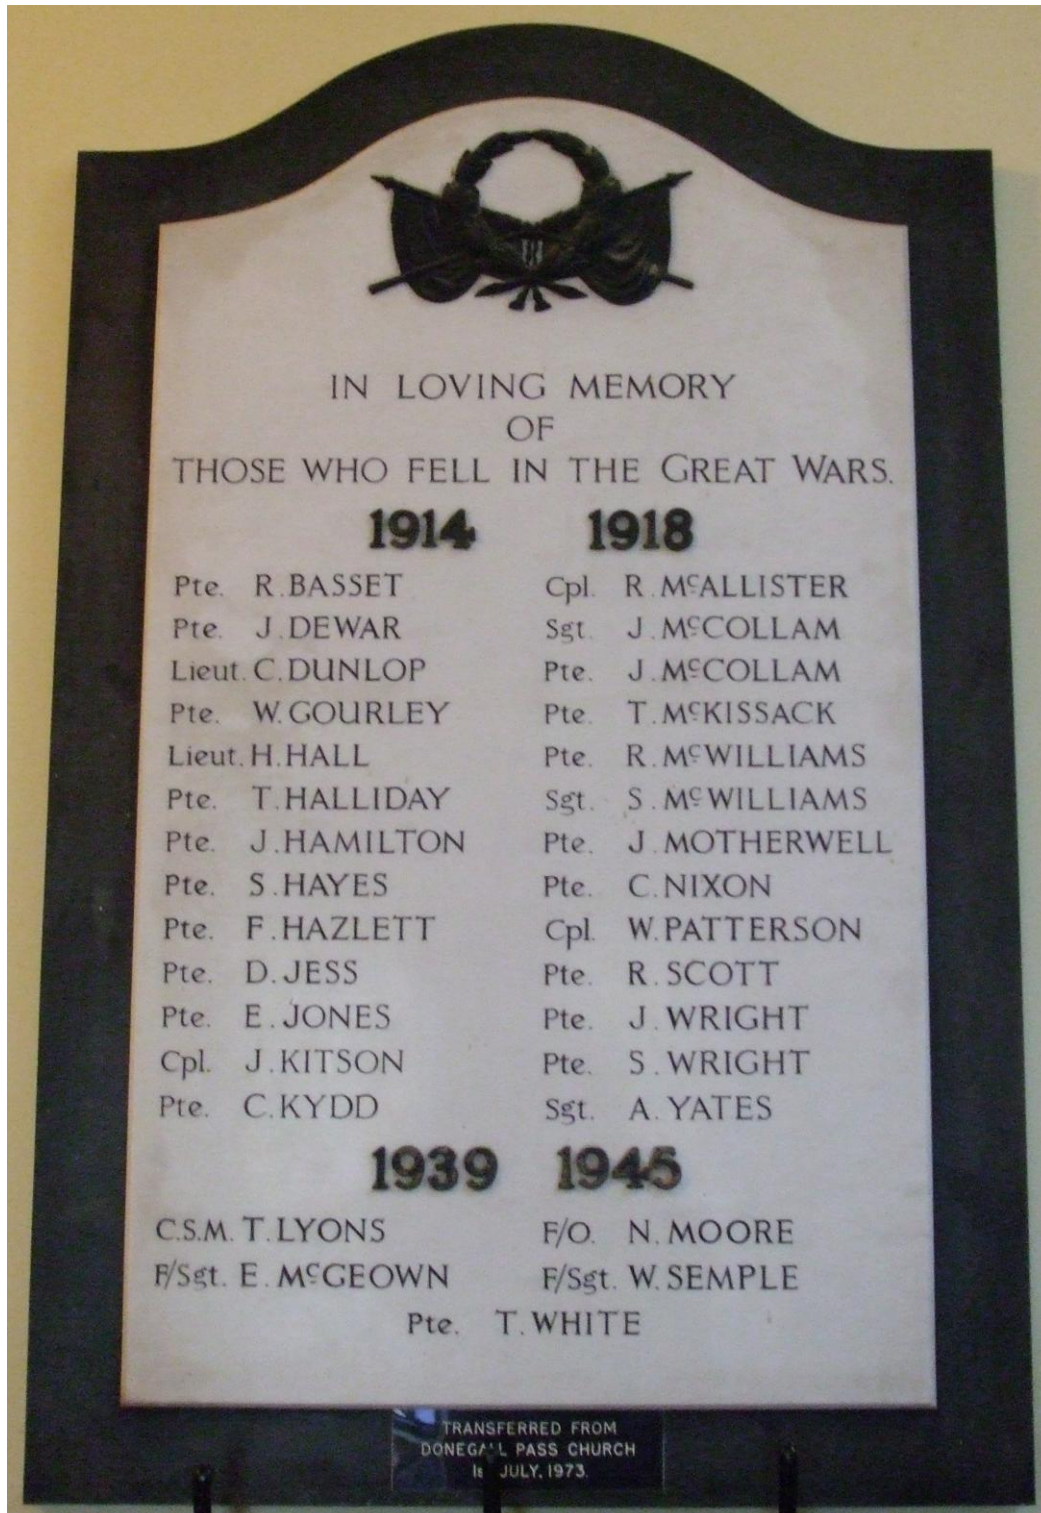 IN LOVING MEMORY
OF
THOSE WHO FELL IN THE GREAT WARS.
1914 1918
Pte. R. BASSET
Pte. J. DEWAR
Lieut. C. DUNLOP
Pte. W. GOURLEY
Lieut. H. HALL
Pte. T. HALLIDAY
Pte. J. HAMILTON
Pte. S. HAYES
Pte. F. HAZLETT
Pte. D. JESS
Pte. E. JONES
Cpl. J. KITSON
Pte. C. KYDD
Cpl. R. McALLISTER
Sgt. J. McCOLLAM
Pte. J. McCOLLAM
Pte. T. McKISSACK
Pte. R. McWILLIAMS
Sgt. S. McWILLIAMS
Pte. J. MOTHERWELL
Pte. C. NIXON
Cpl. W. PATTERSON
Pte. R. SCOTT
Pte. J. WRIGHT
Pte. S. WRIGHT
Sgt. A. YATES
1939 1945
C.S.M. T. LYONS
F/Sgt. E. McGEOWN
F/O. N. MOORE
F/Sgt. W. SEMPLE
Pte. T. WHITE
TRANSFERRED FROM
DONEGALL PASS CHURCH
1st JULY, 1973.